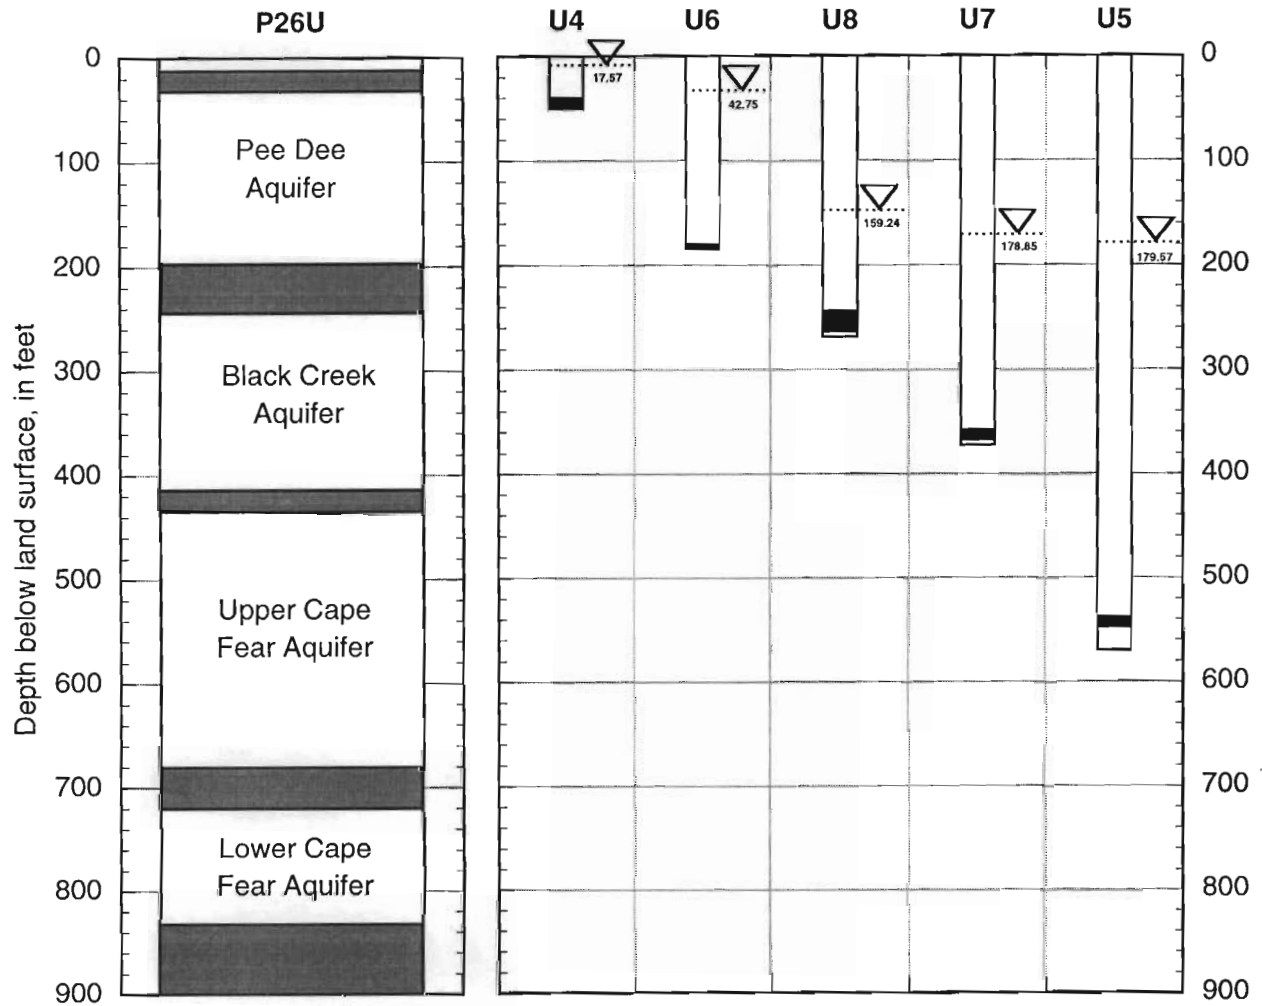 P26U
U4
U6
U8
U7
U5
Depth below land surface, in feet
0
100
200
300
400
500
600
700
800
900
Pee Dee
Aquifer
Black Creek
Aquifer
Upper Cape
Fear Aquifer
Lower Cape
Fear Aquifer
17.57
42.75
159.24
178.85
179.57
0
100
200
300
400
500
600
700
800
900